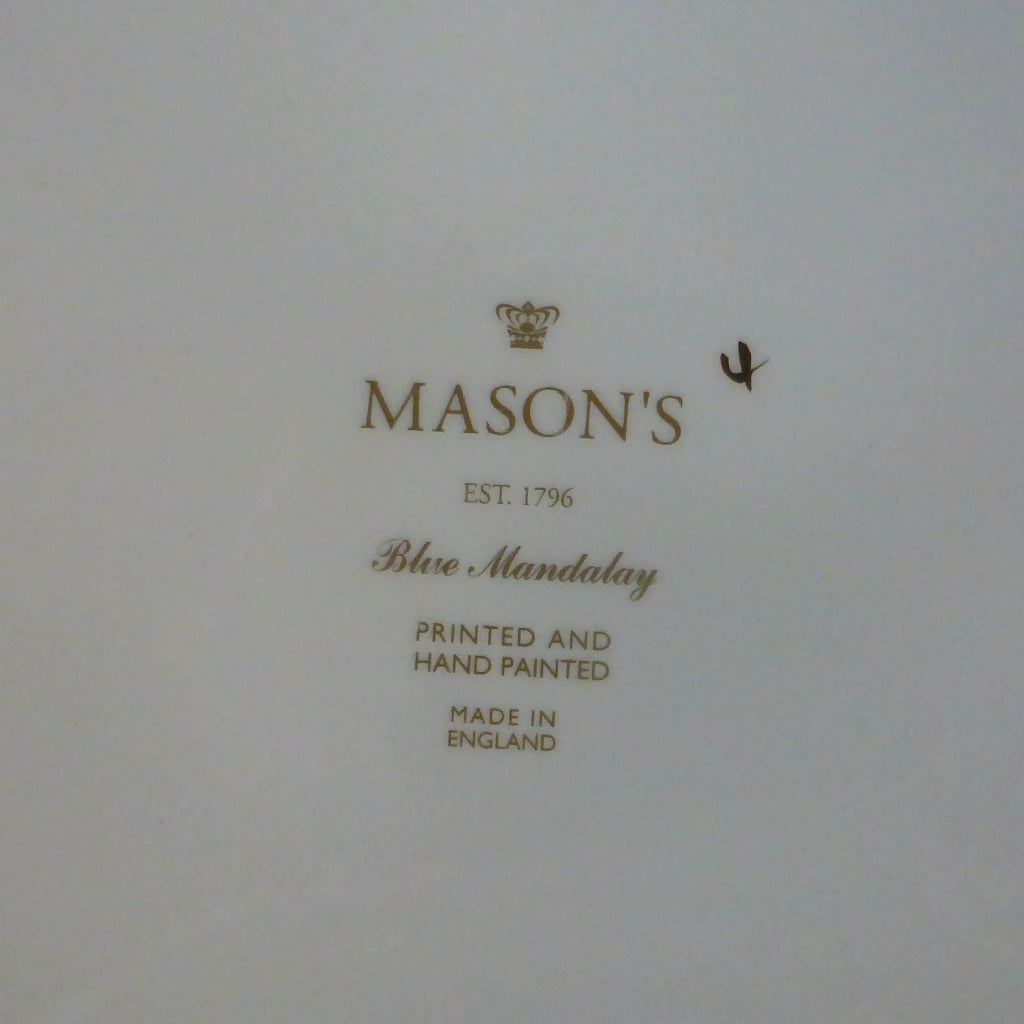 MASON'S
EST. 1796
Blue Mandalay
PRINTED AND
HAND PAINTED
MADE IN
ENGLAND